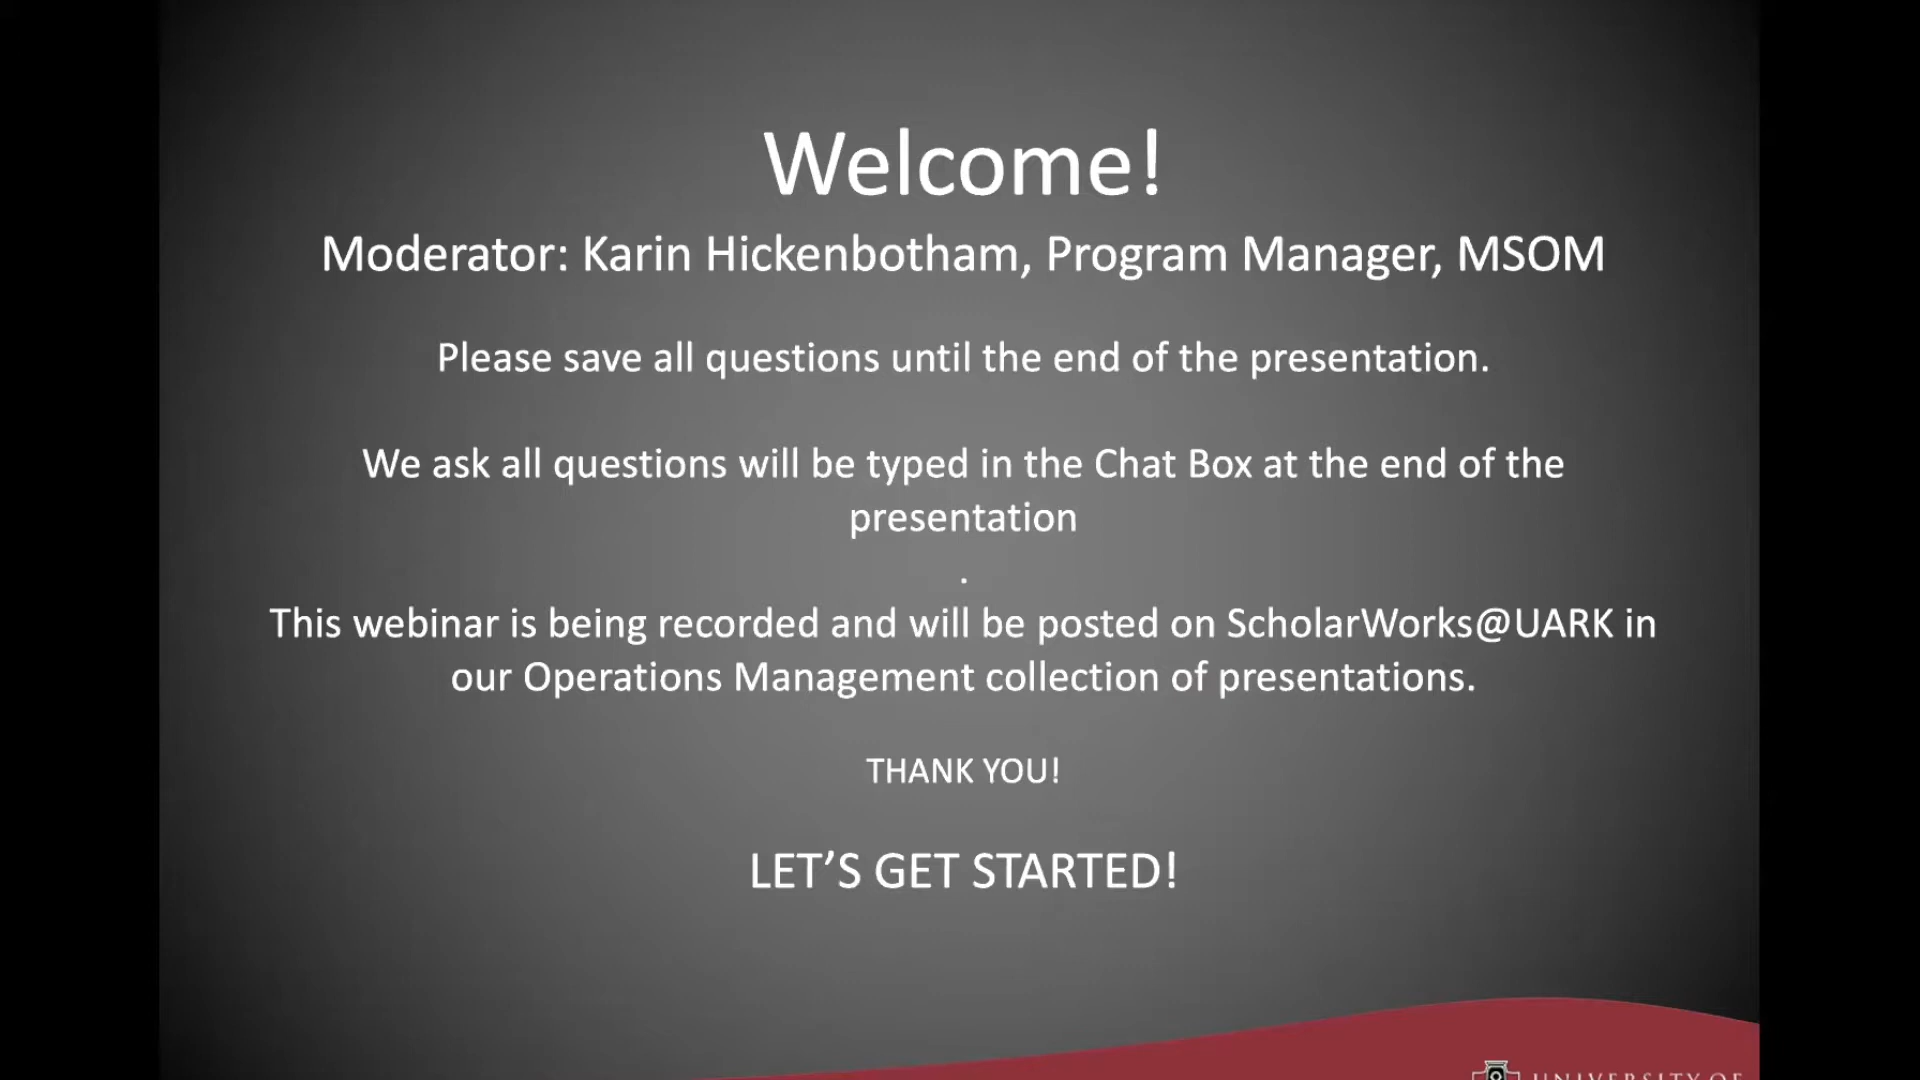 Welcome!
Moderator: Karin Hickenbotham, Program Manager, MSOM
Please save all questions until the end of the presentation.
We ask all questions will be typed in the Chat Box at the end of the
presentation
.
This webinar is being recorded and will be posted on ScholarWorks@UARK in
our Operations Management collection of presentations.
THANK YOU!
LET’S GET STARTED!
UNIVERSITY OF